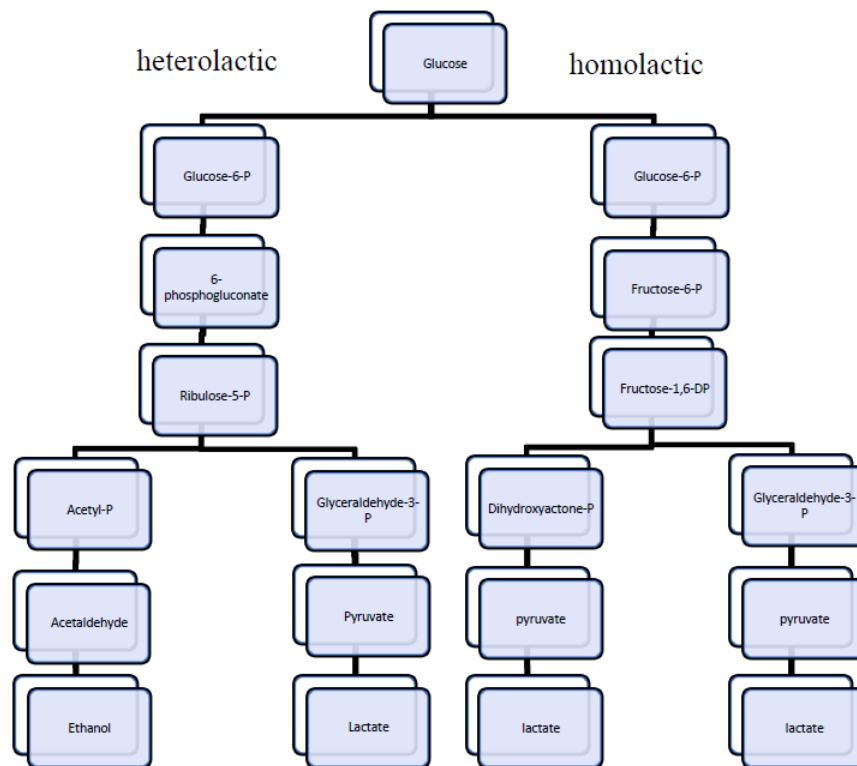 heterolactic
Glucose
homolactic
Glucose-6-P
Glucose-6-P
6-
phosphogluconate
Fructose-6-P
Ribulose-5-P
Fructose-1,6-DP
Acetyl-P
Glyceraldehyde-3-
P
Dihydroxyactone-P
Glyceraldehyde-3-
P
Acetaldehyde
Pyruvate
pyruvate
pyruvate
Ethanol
Lactate
lactate
lactate